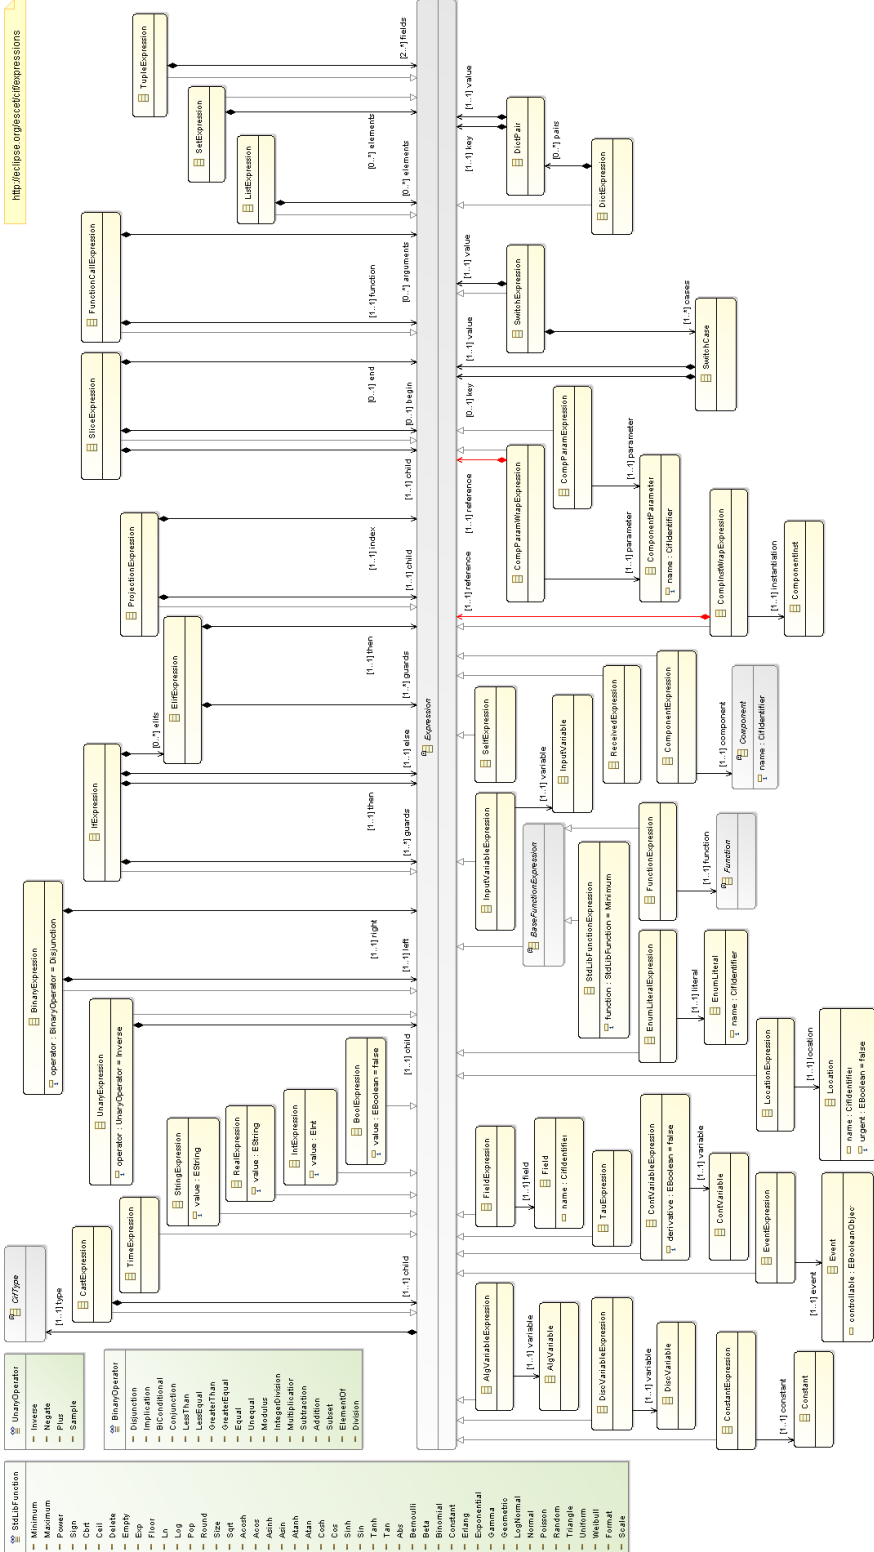 http://eclipse.org/escet/cif/expressions
StdLibFunction
Minimum
Maximum
Power
Sign
Cbrt
Ceil
Delete
Empty
Exp
Floor
Ln
Log
Pop
Round
Size
Sqrt
Acosh
Acos
Asinh
Asin
Atanh
Atan
Cosh
Cos
Sinh
Sin
Tanh
Tan
Abs
Bernoulli
Beta
Binomial
Constant
Erlang
Exponential
Gamma
Geometric
LogNormal
Normal
Poisson
Random
Triangle
Uniform
Weibull
Format
Scale
UnaryOperator
Inverse
Negate
Plus
Sample
BinaryOperator
Disjunction
Implication
BiConditional
Conjunction
LessThan
LessEqual
GreaterThan
GreaterEqual
Equal
Unequal
Modulus
IntegerDivision
Multiplication
Subtraction
Addition
Subset
ElementOf
Division
CifType
[1..1] type
CastExpression
[1..1] child
TimeExpression
StringExpression
value : EString
RealExpression
value : EString
IntExpression
value : EInt
BoolExpression
value : EBoolean = false
UnaryExpression
operator : UnaryOperator = Inverse
[1..1] child
BinaryExpression
operator : BinaryOperator = Disjunction
[1..1] left
[1..1] right
IfExpression
[1..*] guards
[1..1] then
[1..1] else
[0..*] elifs
ElifExpression
[1..*] guards
[1..1] then
ProjectionExpression
[1..1] child
[1..1] index
SliceExpression
[1..1] child
[0..1] begin
[0..1] end
FunctionCallExpression
[1..1] function
[0..*] arguments
ListExpression
[0..*] elements
SetExpression
[0..*] elements
TupleExpression
[2..*] fields
Expression
AlgVariableExpression
[1..1] variable
AlgVariable
DiscVariableExpression
[1..1] variable
DiscVariable
ConstantExpression
[1..1] constant
Constant
FieldExpression
[1..1] field
Field
name : CifIdentifier
TauExpression
ContVariableExpression
derivative : EBoolean = false
[1..1] variable
ContVariable
EventExpression
[1..1] event
Event
controllable : EBooleanObjec
LocationExpression
[1..1] location
Location
name : CifIdentifier
urgent : EBoolean = false
EnumLiteralExpression
[1..1] literal
EnumLiteral
name : CifIdentifier
InputVariableExpression
[1..1] variable
InputVariable
BaseFunctionExpression
StdLibFunctionExpression
function : StdLibFunction = Minimum
FunctionExpression
[1..1] function
Function
SelfExpression
ReceivedExpression
ComponentExpression
[1..1] component
Component
name : CifIdentifier
[1..1] reference
CompInstWrapExpression
[1..1] instantiation
ComponentInst
[1..1] reference
CompParamWrapExpression
[1..1] parameter
CompParamExpression
[1..1] parameter
ComponentParameter
name : CifIdentifier
[0..1] key
[1..1] value
SwitchCase
[1..*] cases
SwitchExpression
[1..1] value
[1..1] key
[1..1] value
DictPair
[0..*] pairs
DictExpression